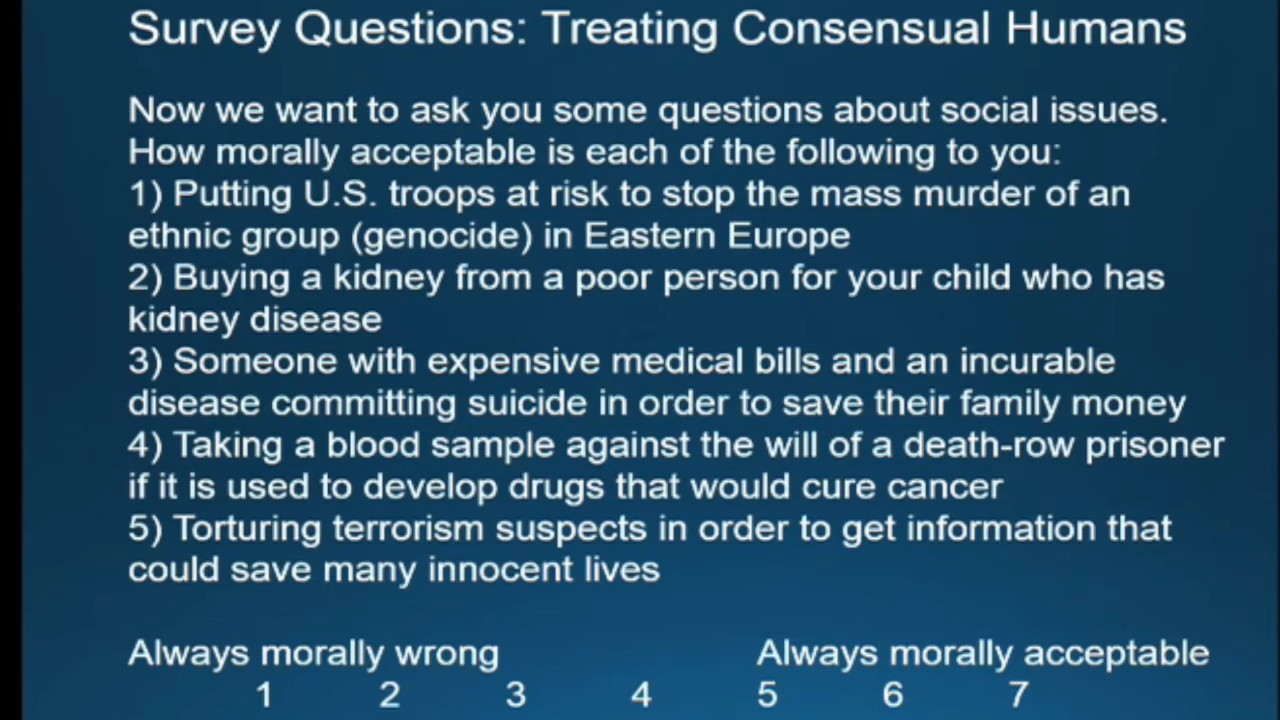 Survey Questions: Treating Consensual Humans
Now we want to ask you some questions about social issues.
How morally acceptable is each of the following to you:
1) Putting U.S. troops at risk to stop the mass murder of an
ethnic group (genocide) in Eastern Europe
2) Buying a kidney from a poor person for your child who has
kidney disease
3) Someone with expensive medical bills and an incurable
disease committing suicide in order to save their family money
4) Taking a blood sample against the will of a death-row prisoner
if it is used to develop drugs that would cure cancer
5) Torturing terrorism suspects in order to get information that
could save many innocent lives
Always morally wrong Always morally acceptable
1 2 3 4 5 6 7